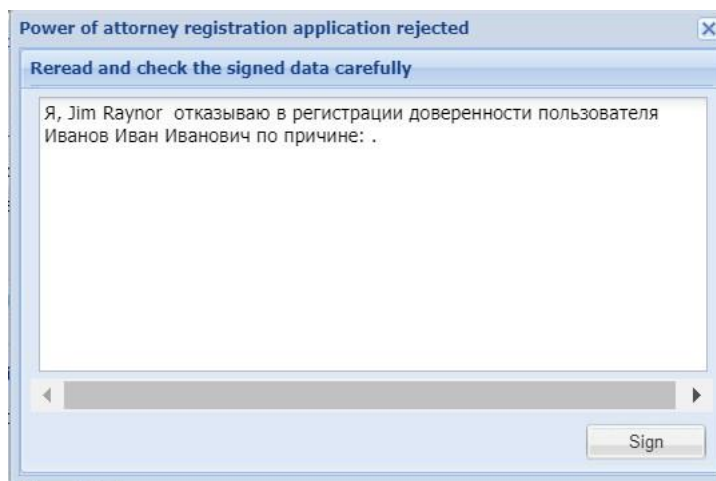 Power of attorney registration application rejected
Reread and check the signed data carefully
Я, Jim Raynor  отказываю в регистрации доверенности пользователя
Иванов Иван Иванович по причине: .
Sign